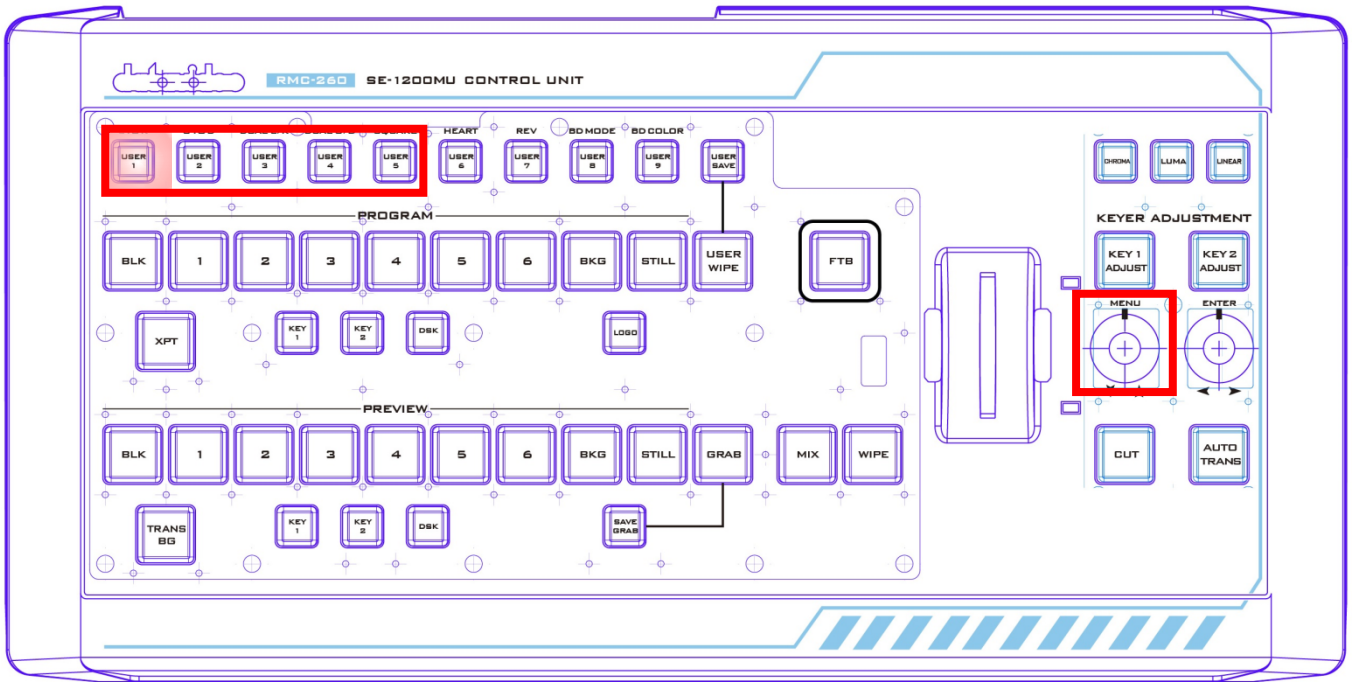 RMC-260 SE-1200MU CONTROL UNIT
HEART REV BD MODE BD COLOR
USER 1 USER 2 USER 3 USER 4 USER 5 USER 6 USER 7 USER 8 USER 9 USER SAVE
CHROMA LUMA LINEAR
PROGRAM
KEYER ADJUSTMENT
BLK 1 2 3 4 5 6 BKG STILL USER WIPE FTB
KEY 1 ADJUST KEY 2 ADJUST
MENU ENTER
XPT KEY 1 KEY 2 DSK LOGO
PREVIEW
BLK 1 2 3 4 5 6 BKG STILL GRAB MIX WIPE
CUT AUTO TRANS
TRANS BG KEY 1 KEY 2 DSK SAVE GRAB